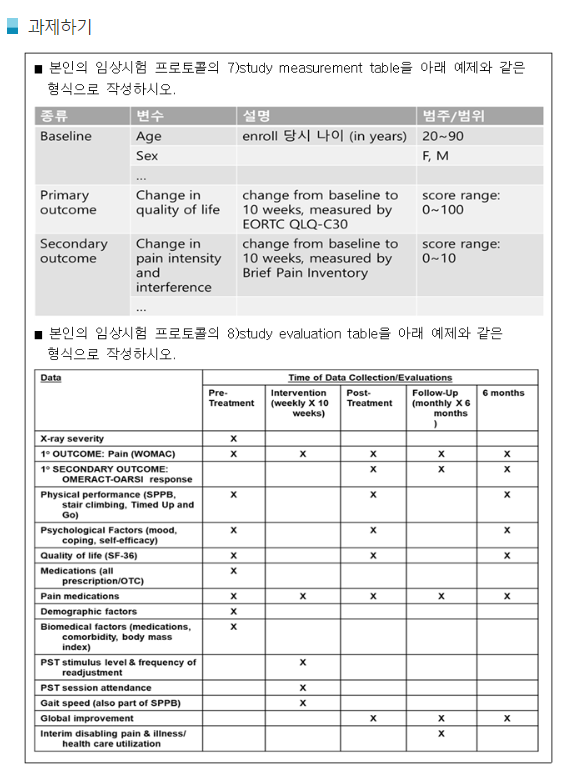 과제하기
■ 본인의 임상시험 프로토콜의 7)study measurement table을 아래 예제와 같은
형식으로 작성하시오.
종류 변수 설명 범주/범위
Baseline Age enroll 당시 나이 (in years) 20~90
Sex F, M
...
Primary Change in change from baseline to score range:
outcome quality of life 10 weeks, measured by 0~100
EORTC QLQ-C30
Secondary Change in change from baseline to score range:
outcome pain intensity 10 weeks, measured by 0~10
and Brief Pain Inventory
interference
...
■ 본인의 임상시험 프로토콜의 8)study evaluation table을 아래 예제와 같은
형식으로 작성하시오.
Data Time of Data Collection/Evaluations
Pre- Intervention Post- Follow-Up 6 months
Treatment (weekly X 10 Treatment (monthly X 6
weeks) months
)
X-ray severity X
1° OUTCOME: Pain (WOMAC) X X X X X
1° SECONDARY OUTCOME: X X X
OMERACT-OARSI response
Physical performance (SPPB, X X X
stair climbing, Timed Up and
Go)
Psychological Factors (mood, X X X
coping, self-efficacy)
Quality of life (SF-36) X X X
Medications (all X
prescription/OTC)
Pain medications X X X X X
Demographic factors X
Biomedical factors (medications, X
comorbidity, body mass
index)
PST stimulus level & frequency of X
readjustment
PST session attendance X
Gait speed (also part of SPPB) X
Global improvement X X X
Interim disabling pain & illness/ X
health care utilization